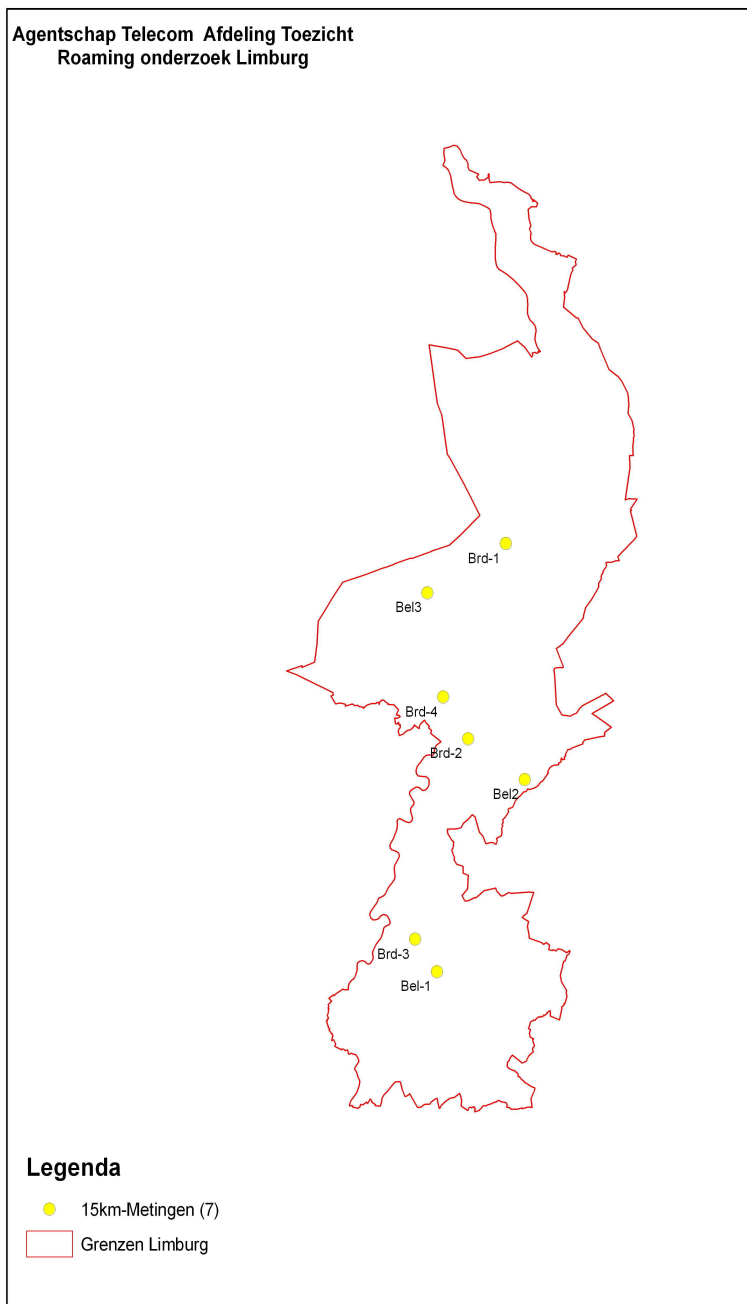 Agentschap Telecom Afdeling Toezicht
Roaming onderzoek Limburg
Brd-1
Bel3
Brd-4
Brd-2
Bel2
Brd-3
Bel-1
Legenda
15km-Metingen (7)
Grenzen Limburg